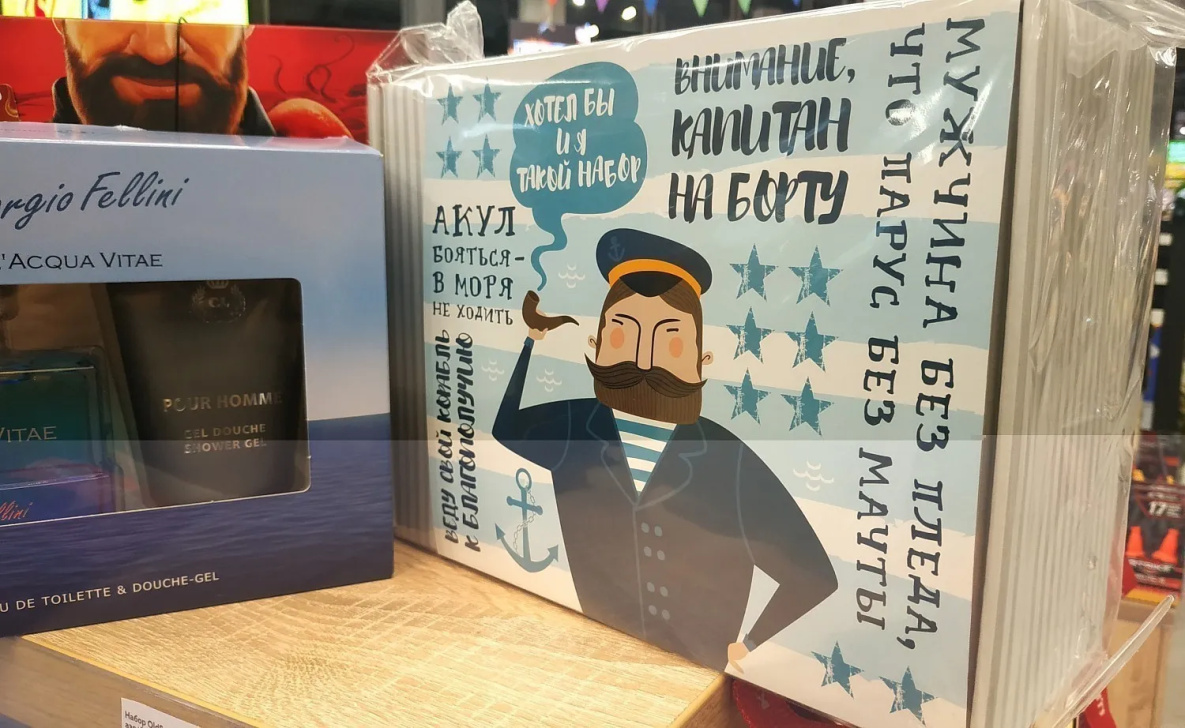 Fellini
L'ACQUA VITAE
VITAE
POUR HOMME
GEL DOUCHE
SHOWER GEL
DE TOILETTE & DOUCHE-GEL
ХОТЕЛ БЫ
И Я
ТАКОЙ НАБОР
ВНИМАНИЕ,
КАПИТАН
НА БОРТУ
АКУЛ
БОЯТЬСЯ-
В МОРЯ
НЕ ХОДИТЬ
ВЕДУ СВОЙ КОРАБЛЬ
К БЛАГОПОЛУЧИЮ
МУЖЧИНА БЕЗ ПЛЕДА,
ЧТО ПАРУС БЕЗ МАЧТЫ
Набор
17